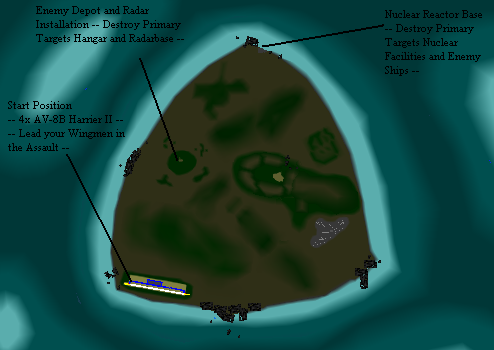 Enemy Depot and Radar
Installation -- Destroy Primary
Targets Hangar and Radarbase --
Nuclear Reactor Base
-- Destroy Primary
Targets Nuclear
Facilities and Enemy
Ships --
Start Position
-- 4x AV-8B Harrier II --
-- Lead your Wingmen in
the Assault --